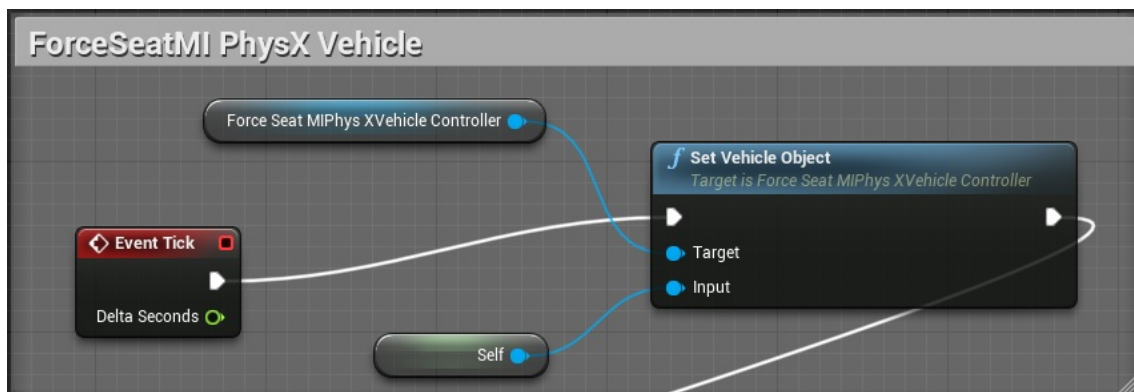 ForceSeatMI PhysX Vehicle
Force Seat MIPhys XVehicle Controller
f Set Vehicle Object
Target is Force Seat MIPhys XVehicle Controller
Event Tick
Target
Input
Delta Seconds
Self